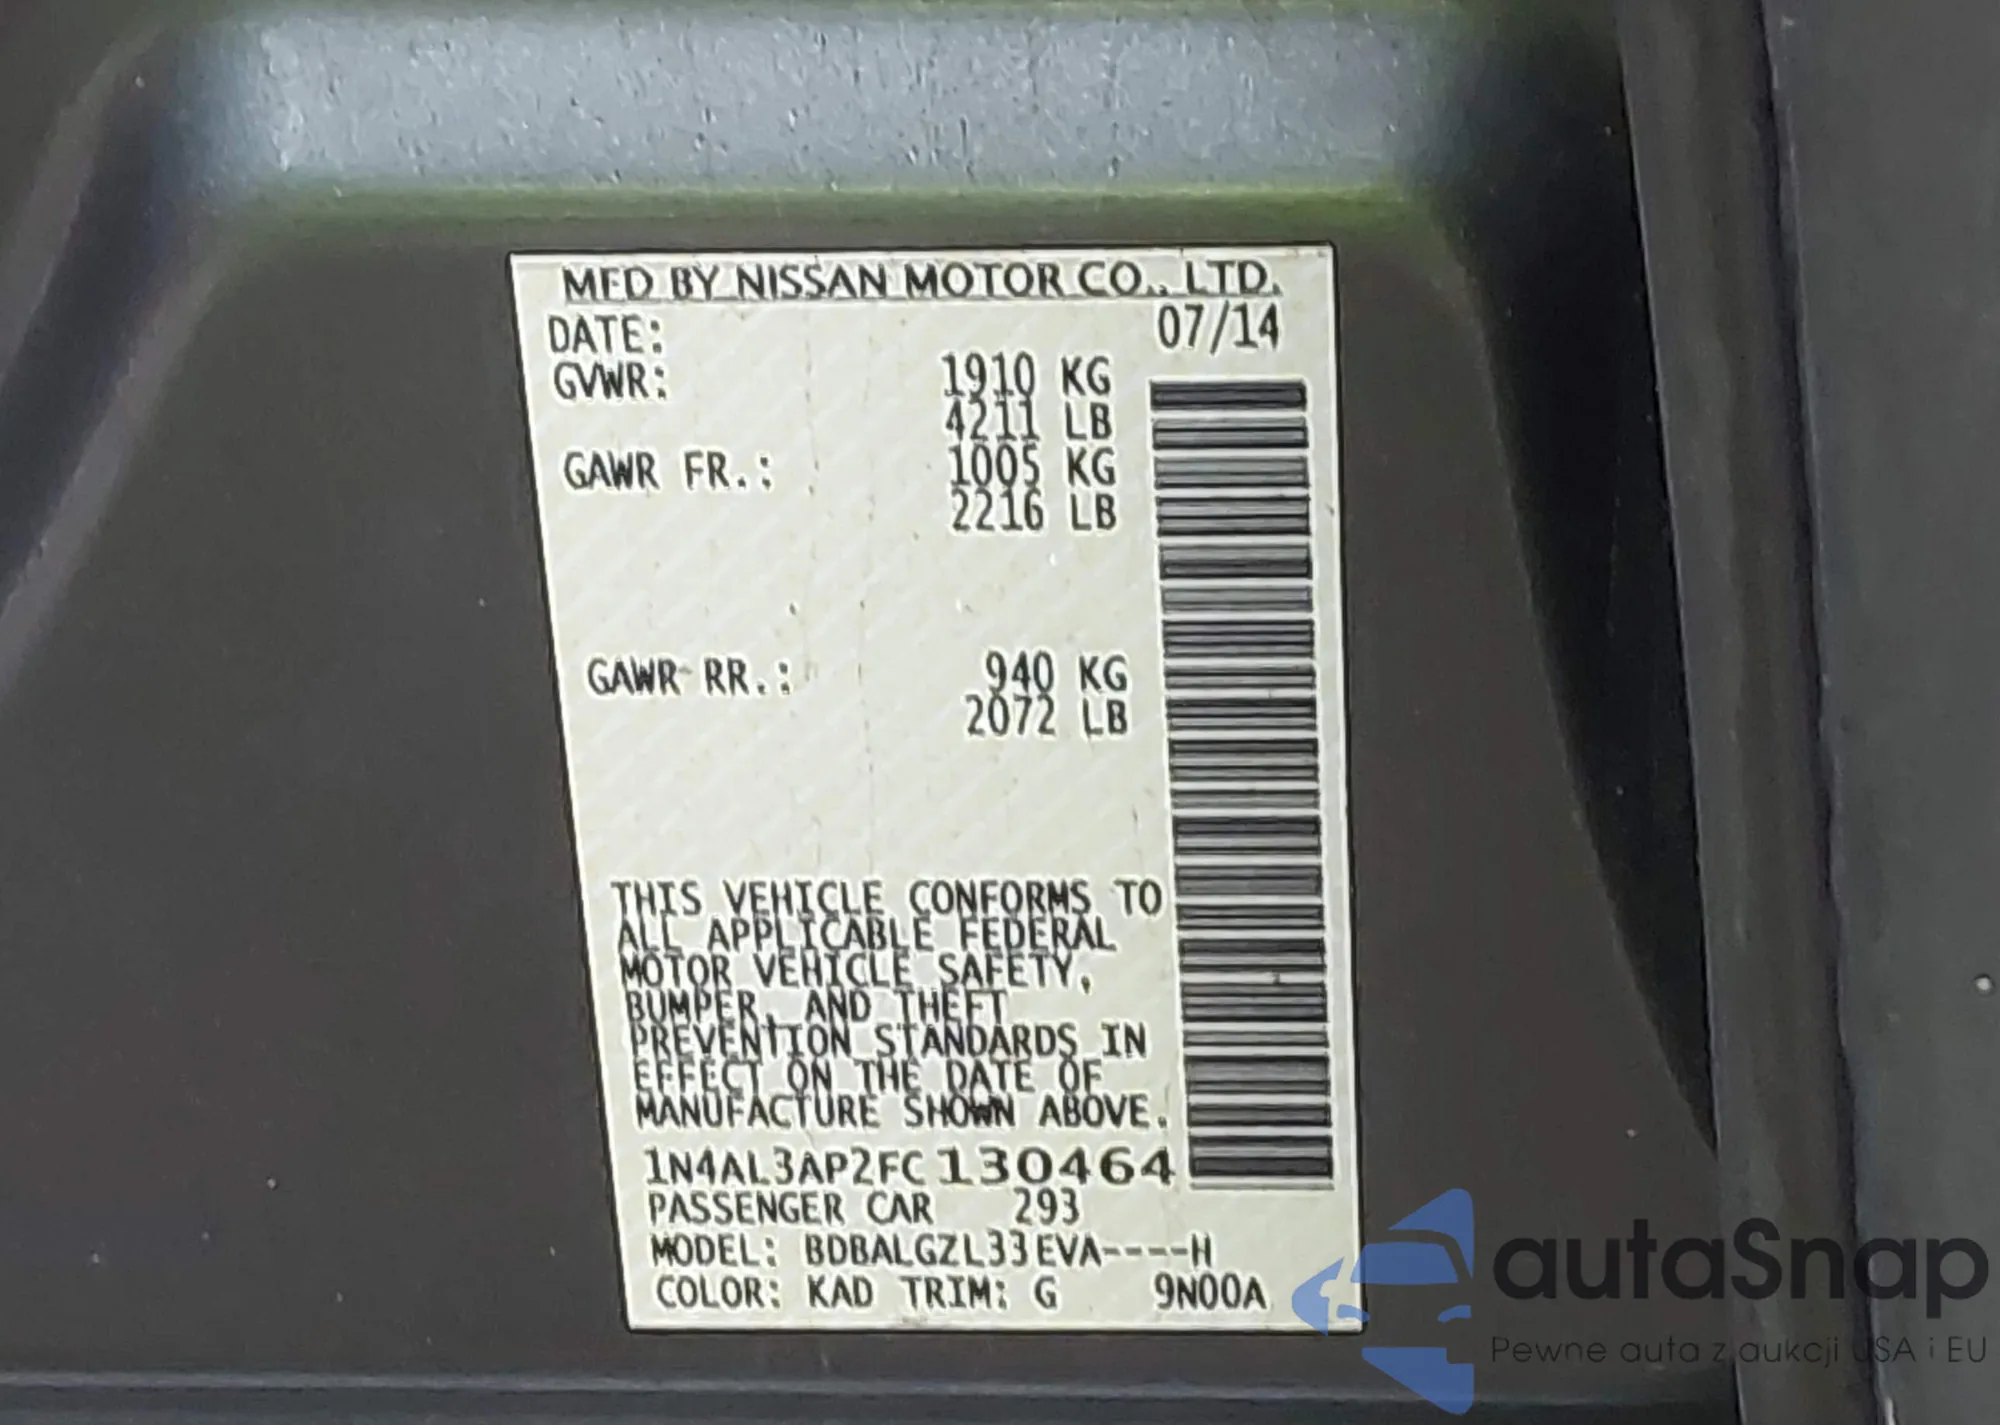 MFD BY NISSAN MOTOR CO., LTD.
DATE: 07/14
GVWR: 1910 KG
4211 LB
GAWR FR.: 1005 KG
2216 LB
GAWR RR.: 940 KG
2072 LB
THIS VEHICLE CONFORMS TO
ALL APPLICABLE FEDERAL
MOTOR VEHICLE SAFETY,
BUMPER, AND THEFT
PREVENTION STANDARDS IN
EFFECT ON THE DATE OF
MANUFACTURE SHOWN ABOVE.
1N4AL3AP2FC130464
PASSENGER CAR 293
MODEL: BDBALGZL33EVA----H
COLOR: KAD TRIM: G 9N00A
autaSnap
Pewne auta z aukcji USA i EU